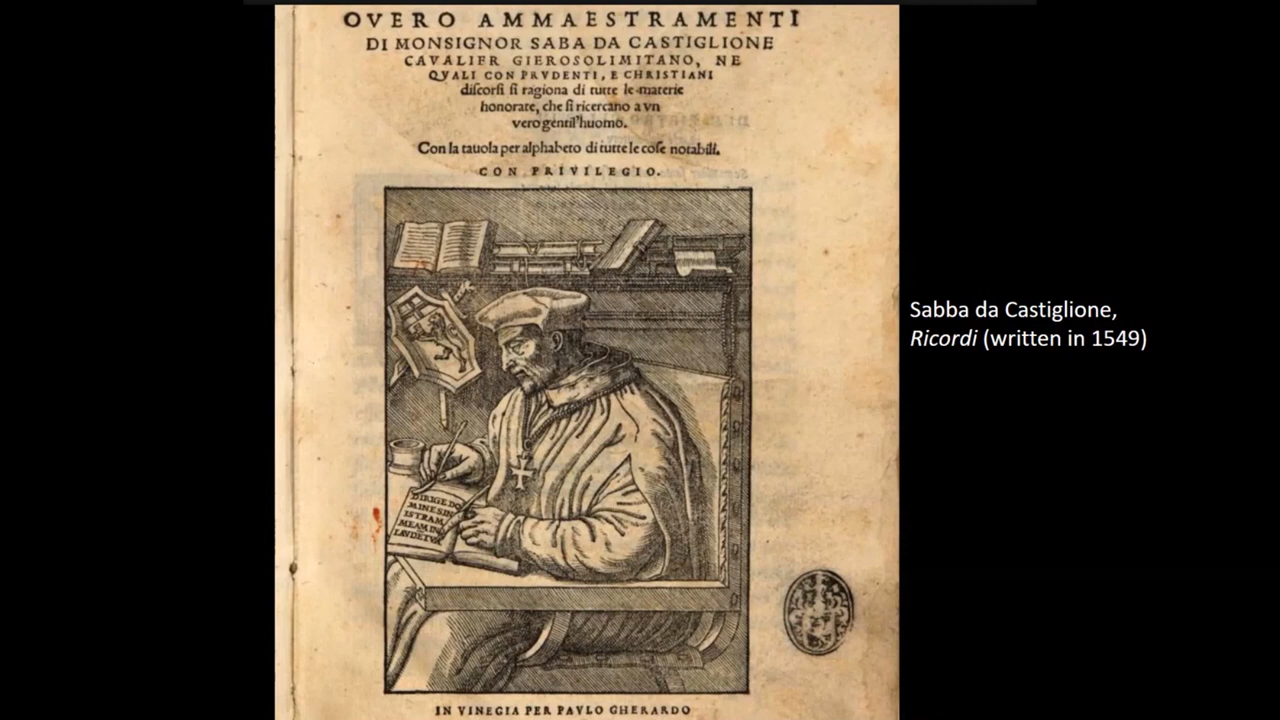 OVERO AMMAESTRAMENTI
DI MONSIGNOR SABA DA CASTIGLIONE
CAVALIER GIEROSOLIMITANO, NE
QVALI CON PRVDENTI, E CHRISTIANI
discorsi si ragiona di tutte le materie
honorate, che si ricercano a vn
vero gentil'huomo.
Con la tauola per alphabeto di tutte le cose notabili.
CON PRIVILEGIO.
DIRIGE DO
MINE SIN
ISTRAM
MEAM IN
LAVDE TVA
IN VINEGIA PER PAVLO GHERARDO
Sabba da Castiglione,
Ricordi (written in 1549)